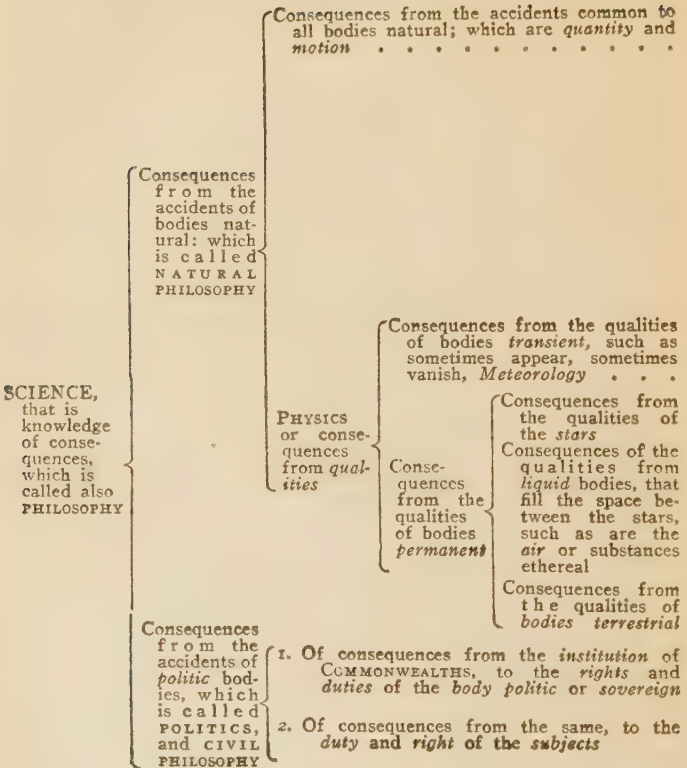 Consequences from the accidents common to
all bodies natural; which are quantity and
motion . . . . . . . . . . .
Consequences
from the
accidents of
bodies nat-
ural: which
is called
NATURAL
PHILOSOPHY
Consequences from the qualities
of bodies transient, such as
sometimes appear, sometimes
vanish, Meteorology . . .
SCIENCE,
that is
knowledge
of conse-
quences,
which is
called also
PHILOSOPHY
PHYSICS
or conse-
quences
from qual-
ities
Conse-
quences
from the
qualities
of bodies
permanent
Consequences from
the qualities of
the stars
Consequences of the
qualities from
liquid bodies, that
fill the space be-
tween the stars,
such as are the
air or substances
ethereal
Consequences from
the qualities of
bodies terrestrial
Consequences
from the
accidents of
politic bod-
ies, which
is called
POLITICS,
and CIVIL
PHILOSOPHY
1. Of consequences from the institution of
COMMONWEALTHS, to the rights and
duties of the body politic or sovereign
2. Of consequences from the same, to the
duty and right of the subjects